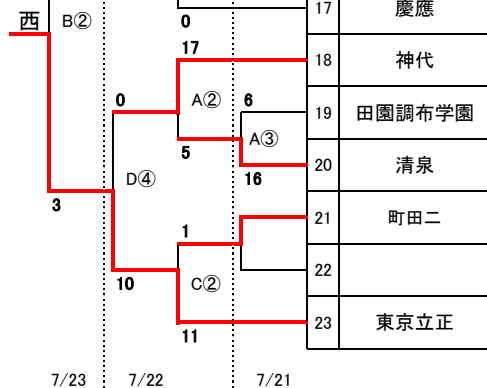 17 慶應
西 B②
0
17
18 神代
0 A② 6
19 田園調布学園
A③
5
D④ 16
20 清泉
3
1
21 町田二
10 C②
22
11
23 東京立正
7/23 7/22 7/21